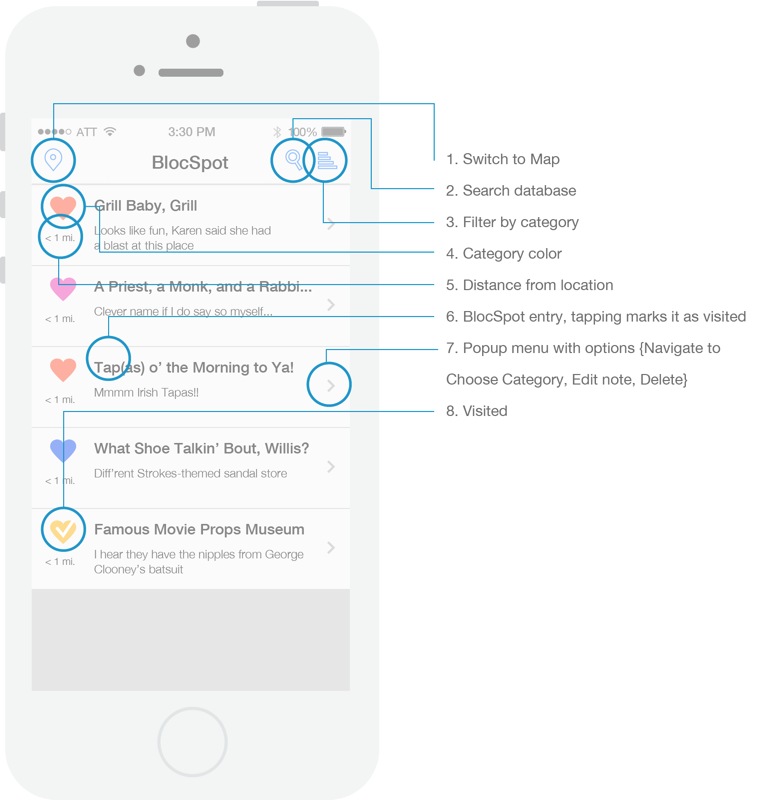 ATT 3:30 PM 100%
BlocSpot
Grill Baby, Grill
Looks like fun, Karen said she had
a blast at this place
< 1 mi.
A Priest, a Monk, and a Rabbi...
Clever name if I do say so myself...
< 1 mi.
Tap(as) o’ the Morning to Ya!
Mmmm Irish Tapas!!
< 1 mi.
What Shoe Talkin’ Bout, Willis?
Diff’rent Strokes-themed sandal store
< 1 mi.
Famous Movie Props Museum
I hear they have the nipples from George
Clooney’s batsuit
< 1 mi.
1. Switch to Map
2. Search database
3. Filter by category
4. Category color
5. Distance from location
6. BlocSpot entry, tapping marks it as visited
7. Popup menu with options {Navigate to
Choose Category, Edit note, Delete}
8. Visited